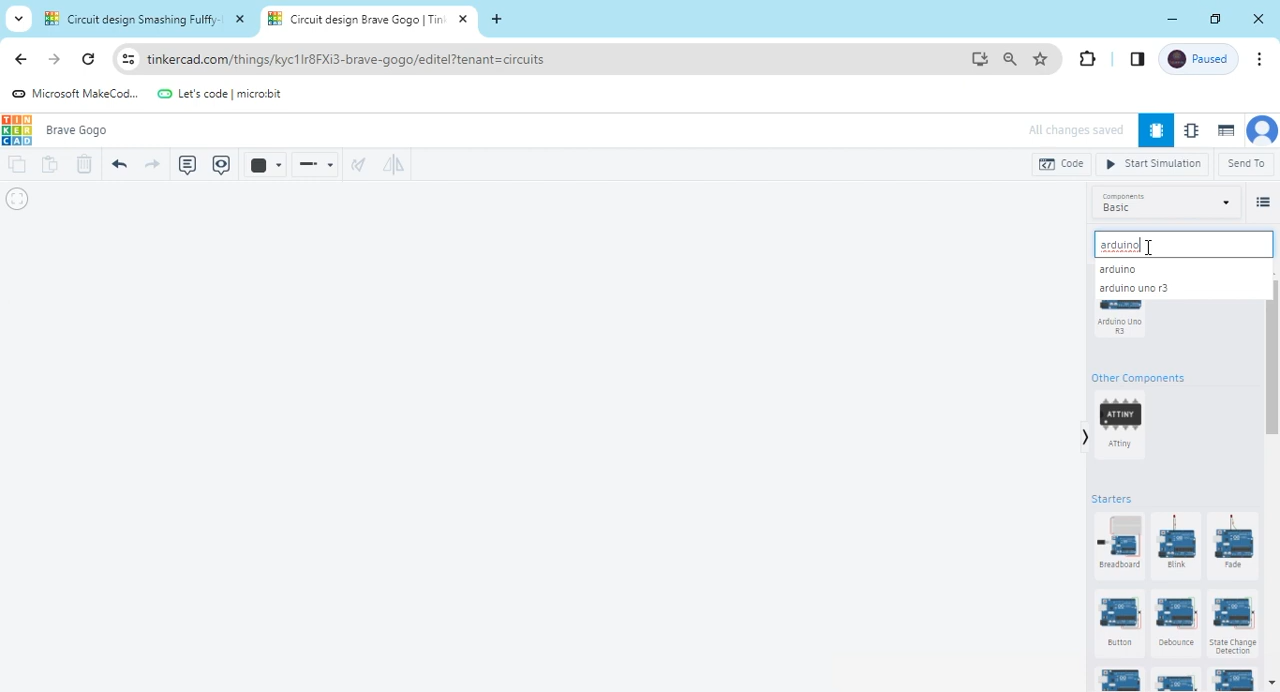 Circuit design Smashing Fulffy-
Circuit design Brave Gogo | Tin
tinkercad.com/things/kyc1lr8FXi3-brave-gogo/editel?tenant=circuits
Paused
Microsoft MakeCod...
Let's code | micro:bit
TIN
KER
CAD
Brave Gogo
All changes saved
Code
Start Simulation
Send To
Components
Basic
arduino
arduino
arduino uno r3
Arduino Uno
R3
Other Components
ATTINY
ATtiny
Starters
Breadboard
Blink
Fade
Button
Debounce
State Change
Detection